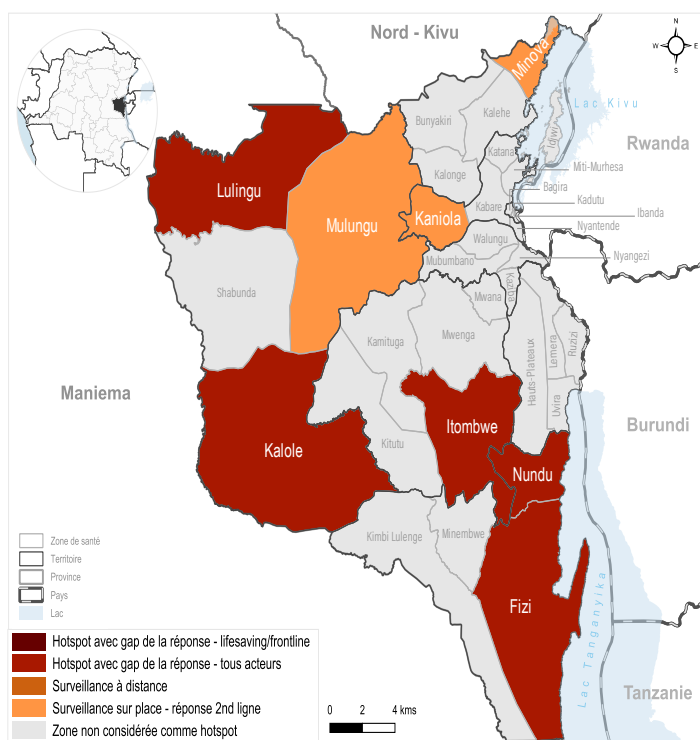 Nord - Kivu
N
W
E
S
Minova
Lac-Kivu
Bunyakiri
Kalehe
Idjwi
Rwanda
Katana
Miti-Murhesa
Lulingu
Kalonge
Bagira
Kadutu
Kaniola
Kabare
Ibanda
Mulungu
Nyantende
Walungu
Mubumbano
Nyangezi
Kaziba
Shabunda
Mwana
Kamituga
Mwenga
Hauts-Plateaux
Lemera
Ruzizi
Maniema
Uvira
Itombwe
Burundi
Kalole
Kitutu
Nundu
Kimbi Lulenge
Minembwe
Zone de santé
Territoire
Province
Pays
Lac
Fizi
Lac Tanganyika
Tanzanie
Hotspot avec gap de la réponse - lifesaving/frontline
Hotspot avec gap de la réponse - tous acteurs
Surveillance à distance
Surveillance sur place - réponse 2nd ligne
Zone non considérée comme hotspot
0 2 4 kms